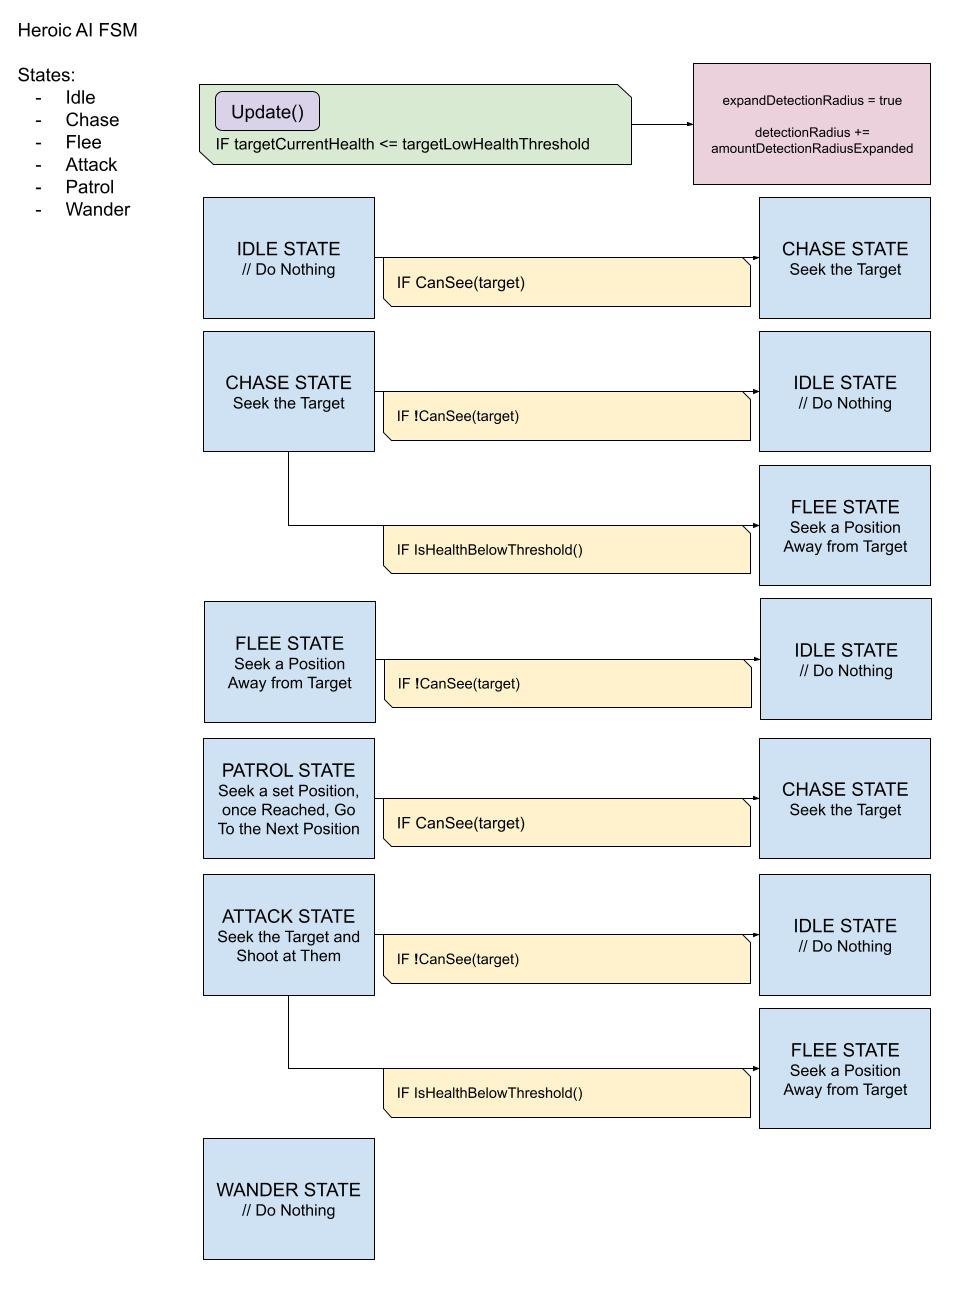 Heroic AI FSM
States:
- Idle
- Chase
- Flee
- Attack
- Patrol
- Wander
Update()
IF targetCurrentHealth <= targetLowHealthThreshold
expandDetectionRadius = true
detectionRadius +=
amountDetectionRadiusExpanded
IDLE STATE
// Do Nothing
IF CanSee(target)
CHASE STATE
Seek the Target
CHASE STATE
Seek the Target
IF !CanSee(target)
IDLE STATE
// Do Nothing
IF IsHealthBelowThreshold()
FLEE STATE
Seek a Position
Away from Target
FLEE STATE
Seek a Position
Away from Target
IF !CanSee(target)
IDLE STATE
// Do Nothing
PATROL STATE
Seek a set Position,
once Reached, Go
To the Next Position
IF CanSee(target)
CHASE STATE
Seek the Target
ATTACK STATE
Seek the Target and
Shoot at Them
IF !CanSee(target)
IDLE STATE
// Do Nothing
IF IsHealthBelowThreshold()
FLEE STATE
Seek a Position
Away from Target
WANDER STATE
// Do Nothing